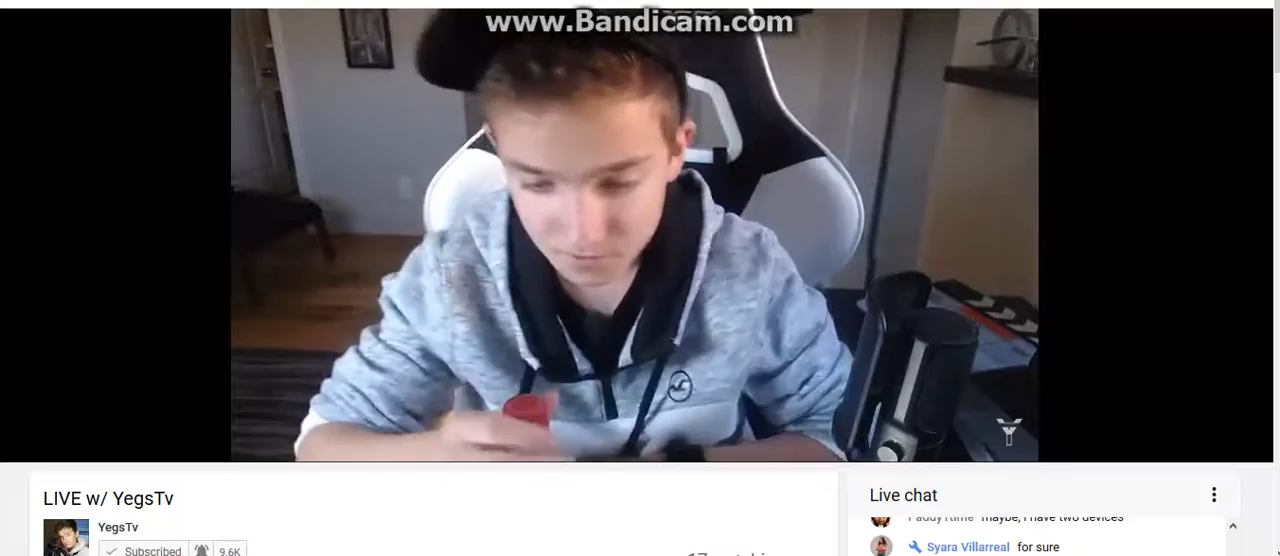 www.Bandicam.com
LIVE w/ YegsTv
Live chat
YegsTv
PaddyTime maybe, I have two devices
Syara Villarreal for sure
Subscribed 9.6K